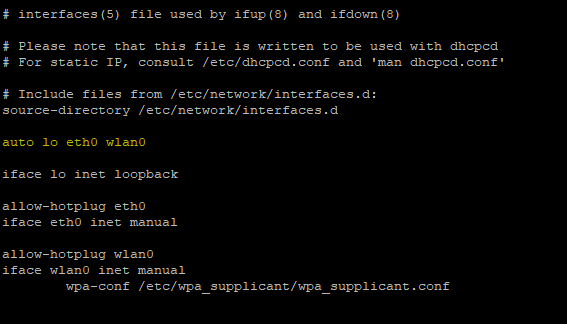 # interfaces(5) file used by ifup(8) and ifdown(8)
# Please note that this file is written to be used with dhcpcd
# For static IP, consult /etc/dhcpcd.conf and 'man dhcpcd.conf'
# Include files from /etc/network/interfaces.d:
source-directory /etc/network/interfaces.d
auto lo eth0 wlan0
iface lo inet loopback
allow-hotplug eth0
iface eth0 inet manual
allow-hotplug wlan0
iface wlan0 inet manual
wpa-conf /etc/wpa_supplicant/wpa_supplicant.conf